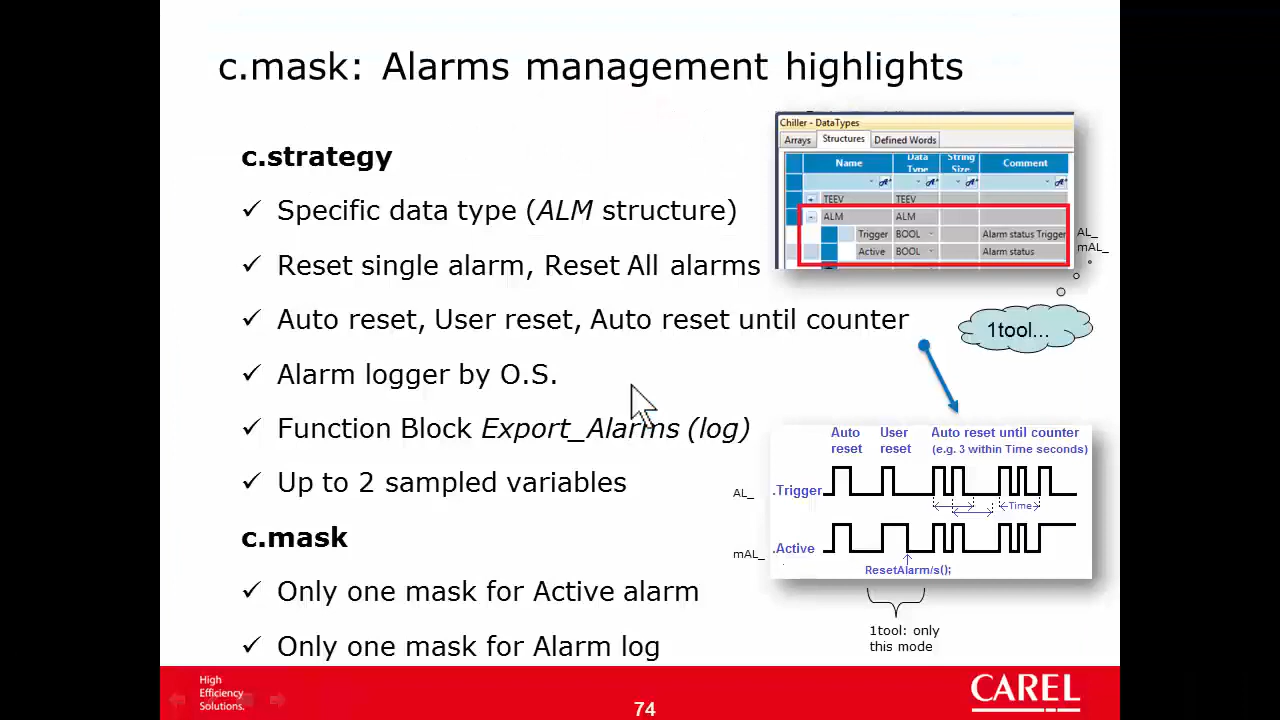 c.mask: Alarms management highlights
c.strategy
✓ Specific data type (ALM structure)
✓ Reset single alarm, Reset All alarms
✓ Auto reset, User reset, Auto reset until counter
✓ Alarm logger by O.S.
✓ Function Block Export_Alarms (log)
✓ Up to 2 sampled variables
c.mask
✓ Only one mask for Active alarm
✓ Only one mask for Alarm log
Chiller - DataTypes
Arrays Structures Defined Words
Name Data Type String Size Comment
TEEV TEEV
ALM ALM
Trigger BOOL Alarm status Trigger
Active BOOL Alarm status
AL_
mAL_
1tool...
Auto reset User reset Auto reset until counter
(e.g. 3 within Time seconds)
AL_ .Trigger
Time
mAL_ .Active
ResetAlarm/s();
1tool: only
this mode
High
Efficiency
Solutions.
74
CAREL